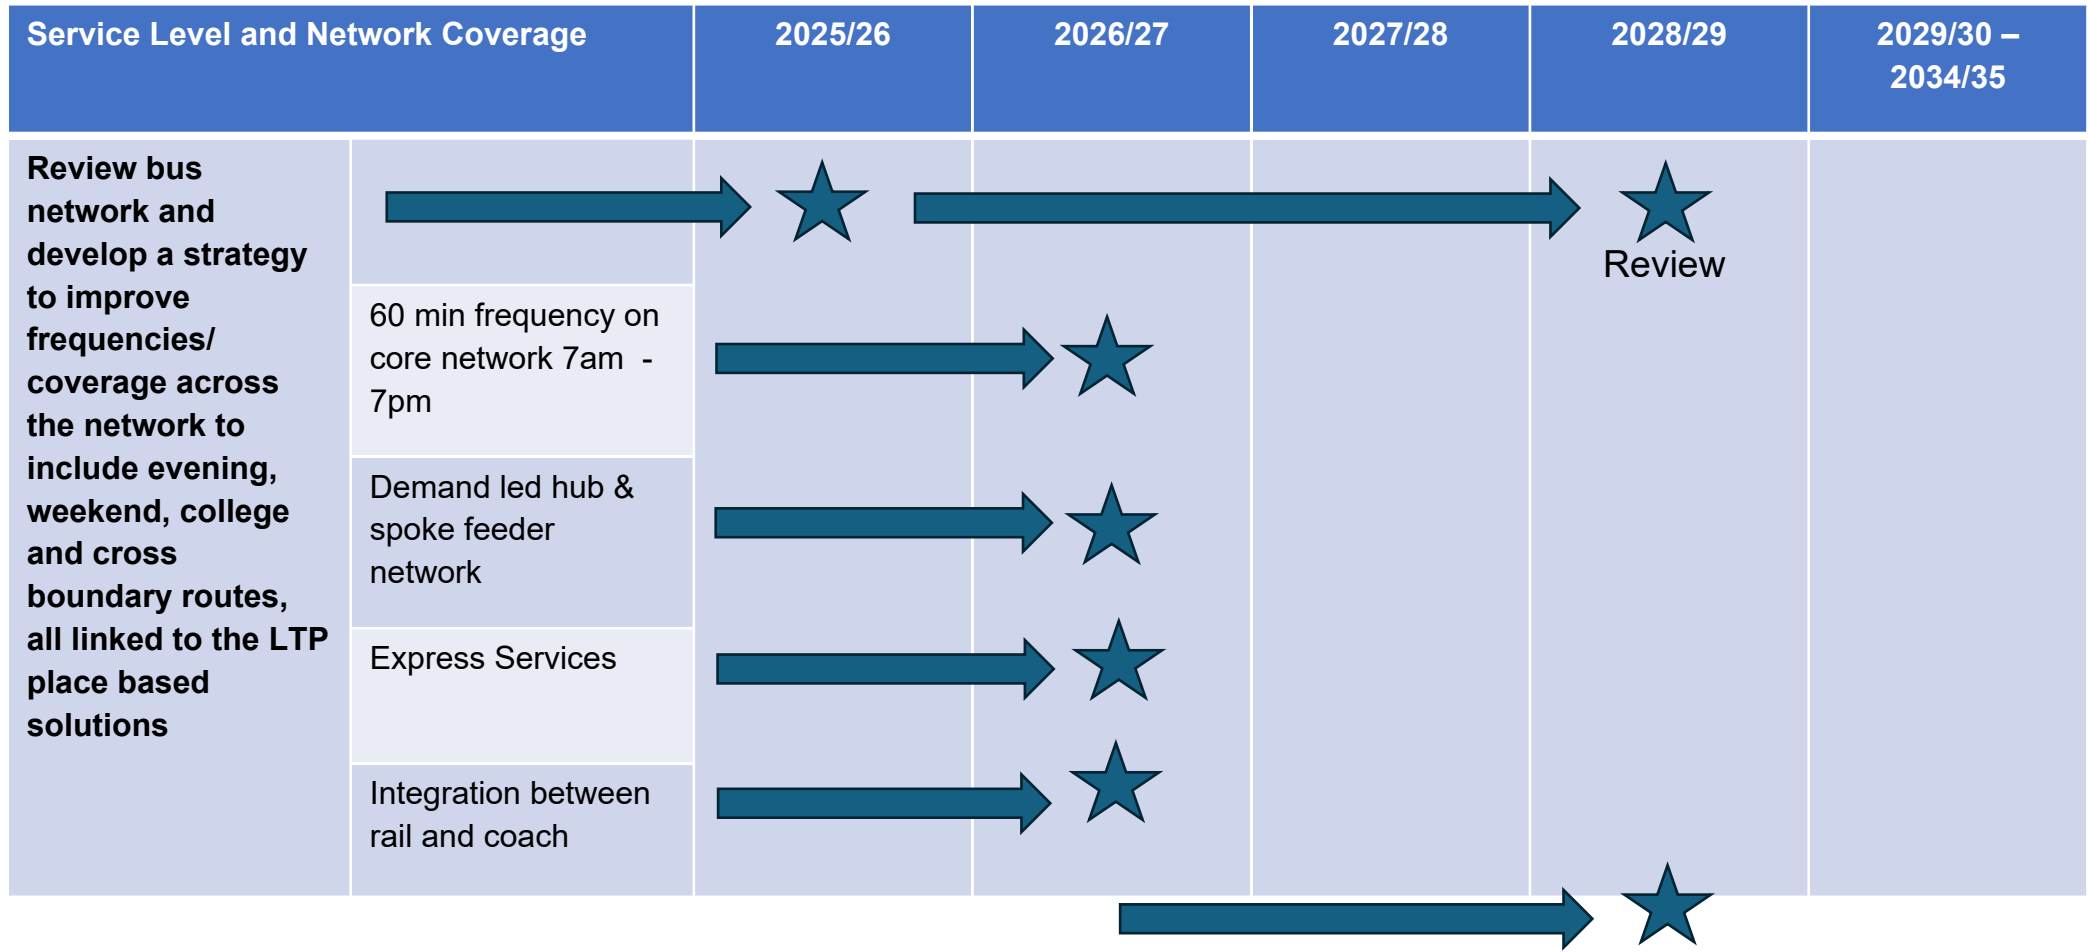 Service Level and Network Coverage
2025/26
2026/27
2027/28
2028/29
2029/30 –
2034/35
Review bus
network and
develop a strategy
to improve
frequencies/
coverage across
the network to
include evening,
weekend, college
and cross
boundary routes,
all linked to the LTP
place based
solutions
Review
60 min frequency on
core network 7am  -
7pm
Demand led hub &
spoke feeder
network
Express Services
Integration between
rail and coach